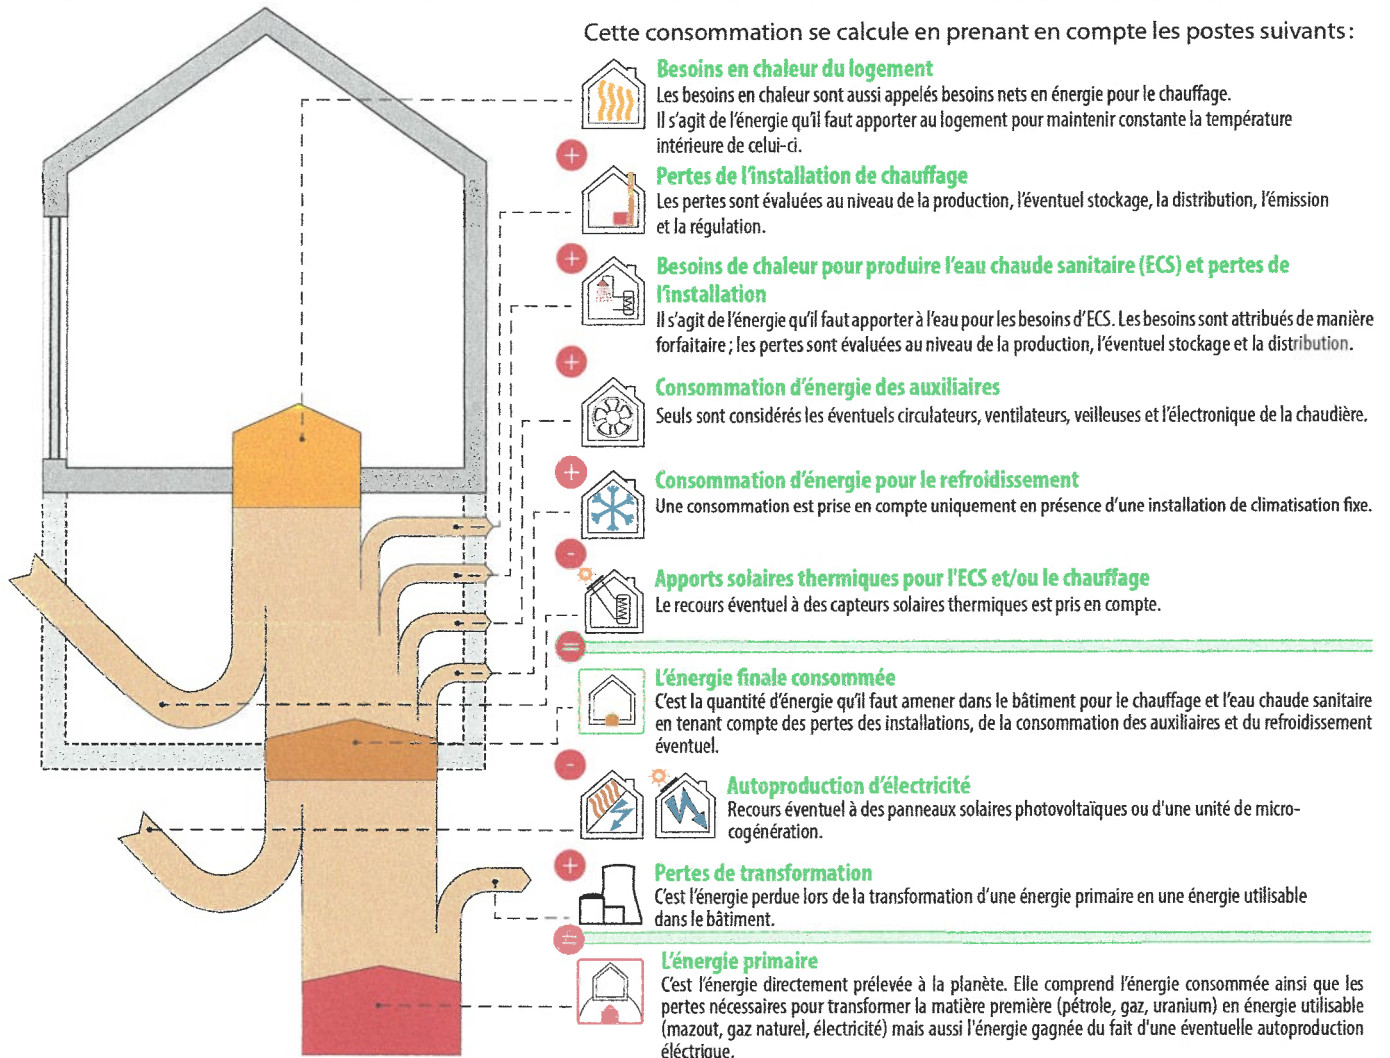 Cette consommation se calcule en prenant en compte les postes suivants :
Besoins en chaleur du logement
Les besoins en chaleur sont aussi appelés besoins nets en énergie pour le chauffage.
Il s'agit de l'énergie qu'il faut apporter au logement pour maintenir constante la température
intérieure de celui-ci.
+
Pertes de l'installation de chauffage
Les pertes sont évaluées au niveau de la production, l'éventuel stockage, la distribution, l'émission
et la régulation.
+
Besoins de chaleur pour produire l'eau chaude sanitaire (ECS) et pertes de
l'installation
Il s'agit de l'énergie qu'il faut apporter à l'eau pour les besoins d'ECS. Les besoins sont attribués de manière
forfaitaire ; les pertes sont évaluées au niveau de la production, l'éventuel stockage et la distribution.
+
Consommation d'énergie des auxiliaires
Seuls sont considérés les éventuels circulateurs, ventilateurs, veilleuses et l'électronique de la chaudière.
+
Consommation d'énergie pour le refroidissement
Une consommation est prise en compte uniquement en présence d'une installation de climatisation fixe.
-
Apports solaires thermiques pour l'ECS et/ou le chauffage
Le recours éventuel à des capteurs solaires thermiques est pris en compte.
=
L'énergie finale consommée
C'est la quantité d'énergie qu'il faut amener dans le bâtiment pour le chauffage et l'eau chaude sanitaire
en tenant compte des pertes des installations, de la consommation des auxiliaires et du refroidissement
éventuel.
-
Autoproduction d'électricité
Recours éventuel à des panneaux solaires photovoltaïques ou d'une unité de micro-
cogénération.
+
Pertes de transformation
C'est l'énergie perdue lors de la transformation d'une énergie primaire en une énergie utilisable
dans le bâtiment.
=
L'énergie primaire
C'est l'énergie directement prélevée à la planète. Elle comprend l'énergie consommée ainsi que les
pertes nécessaires pour transformer la matière première (pétrole, gaz, uranium) en énergie utilisable
(mazout, gaz naturel, électricité) mais aussi l'énergie gagnée du fait d'une éventuelle autoproduction
éléctrique.